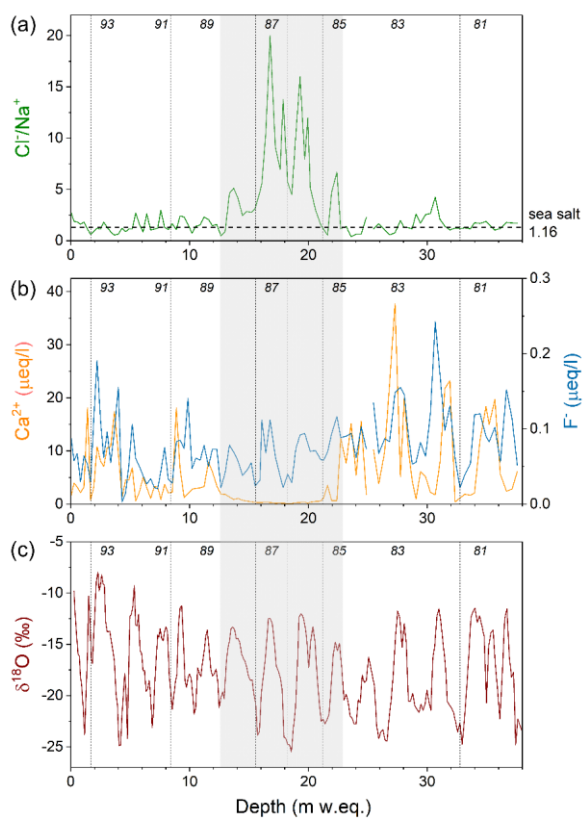 (a)
93 91 89 87 85 83 81
20
15
10
5
0
Cl⁻/Na⁺
sea salt
1.16
0 10 20 30
(b)
93 91 89 87 85 83 81
40
30
20
10
0
Ca²⁺ (µeq/l)
0.3
0.2
0.1
0.0
F⁻ (µeq/l)
0 10 20 30
(c)
93 91 89 87 85 83 81
-5
-10
-15
-20
-25
δ¹⁸O (‰)
0 10 20 30
Depth (m w.eq.)